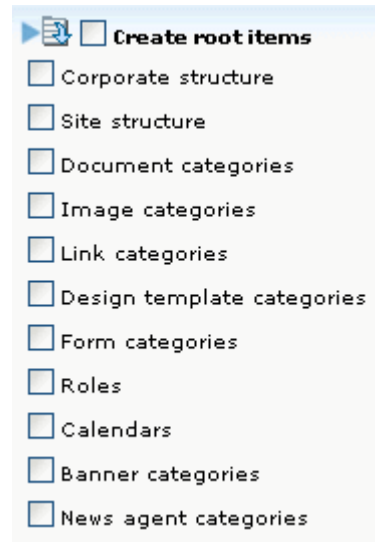 Create root items
Corporate structure
Site structure
Document categories
Image categories
Link categories
Design template categories
Form categories
Roles
Calendars
Banner categories
News agent categories